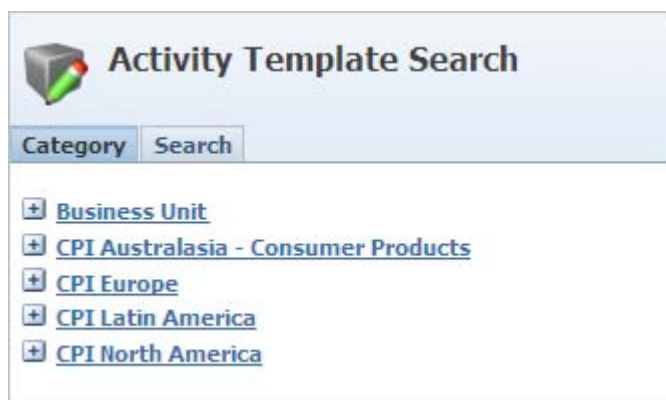 Activity Template Search
Category Search
Business Unit
CPI Australasia - Consumer Products
CPI Europe
CPI Latin America
CPI North America